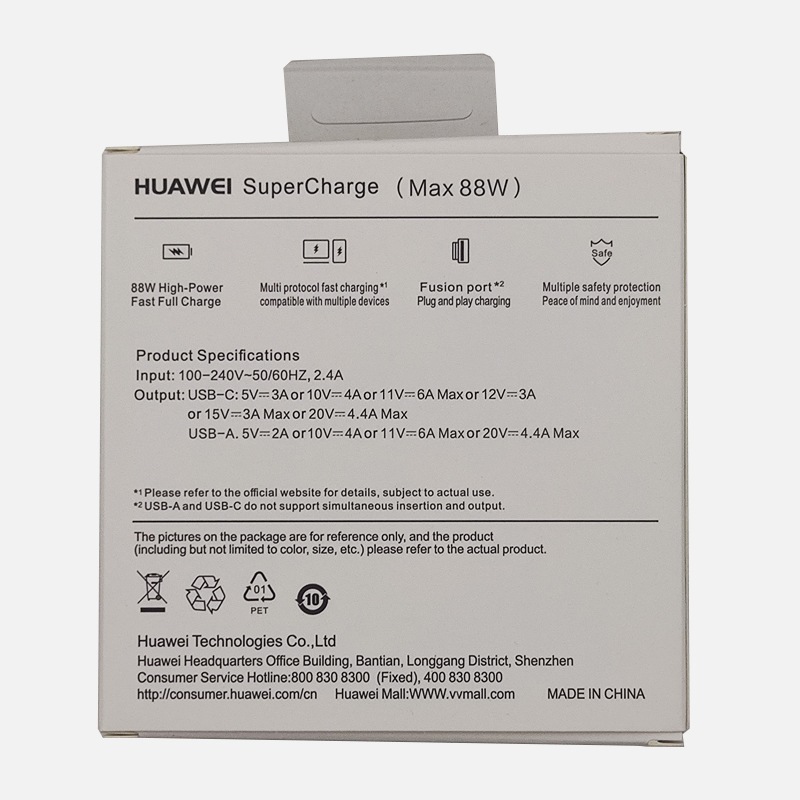 HUAWEI SuperCharge (Max 88W)
88W High-Power
Fast Full Charge
Multi protocol fast charging*1
compatible with multiple devices
Fusion port*2
Plug and play charging
Safe
Multiple safety protection
Peace of mind and enjoyment
Product Specifications
Input: 100-240V~50/60HZ, 2.4A
Output: USB-C: 5V⎓3A or 10V⎓4A or 11V⎓6A Max or 12V⎓3A
or 15V⎓3A Max or 20V⎓4.4A Max
USB-A. 5V⎓2A or 10V⎓4A or 11V⎓6A Max or 20V⎓4.4A Max
*1 Please refer to the official website for details, subject to actual use.
*2 USB-A and USB-C do not support simultaneous insertion and output.
The pictures on the package are for reference only, and the product
(including but not limited to color, size, etc.) please refer to the actual product.
01
PET
10
Huawei Technologies Co.,Ltd
Huawei Headquarters Office Building, Bantian, Longgang District, Shenzhen
Consumer Service Hotline:800 830 8300 (Fixed), 400 830 8300
http://consumer.huawei.com/cn Huawei Mall:WWW.vvmall.com MADE IN CHINA